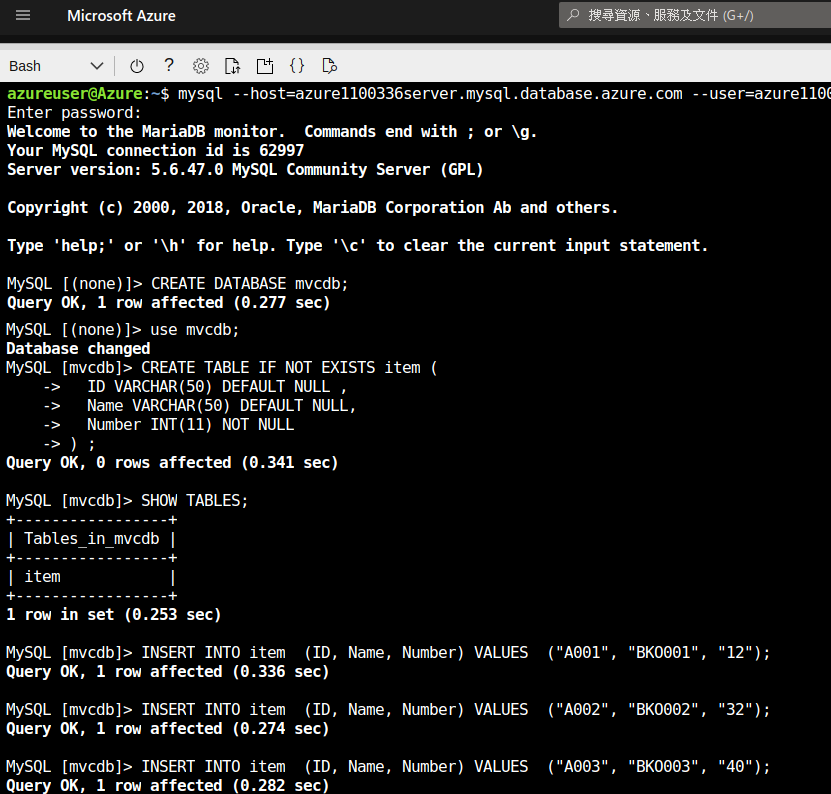 Microsoft Azure
搜尋資源、服務及文件 (G+/)
Bash
azureuser@Azure:~$ mysql --host=azure1100336server.mysql.database.azure.com --user=azure1100
Enter password:
Welcome to the MariaDB monitor.  Commands end with ; or \g.
Your MySQL connection id is 62997
Server version: 5.6.47.0 MySQL Community Server (GPL)
Copyright (c) 2000, 2018, Oracle, MariaDB Corporation Ab and others.
Type 'help;' or '\h' for help. Type '\c' to clear the current input statement.
MySQL [(none)]> CREATE DATABASE mvcdb;
Query OK, 1 row affected (0.277 sec)
MySQL [(none)]> use mvcdb;
Database changed
MySQL [mvcdb]> CREATE TABLE IF NOT EXISTS item (
    ->   ID VARCHAR(50) DEFAULT NULL ,
    ->   Name VARCHAR(50) DEFAULT NULL,
    ->   Number INT(11) NOT NULL
    -> ) ;
Query OK, 0 rows affected (0.341 sec)
MySQL [mvcdb]> SHOW TABLES;
+-----------------+
| Tables_in_mvcdb |
+-----------------+
| item            |
+-----------------+
1 row in set (0.253 sec)
MySQL [mvcdb]> INSERT INTO item  (ID, Name, Number) VALUES  ("A001", "BKO001", "12");
Query OK, 1 row affected (0.336 sec)
MySQL [mvcdb]> INSERT INTO item  (ID, Name, Number) VALUES  ("A002", "BKO002", "32");
Query OK, 1 row affected (0.274 sec)
MySQL [mvcdb]> INSERT INTO item  (ID, Name, Number) VALUES  ("A003", "BKO003", "40");
Query OK, 1 row affected (0.282 sec)